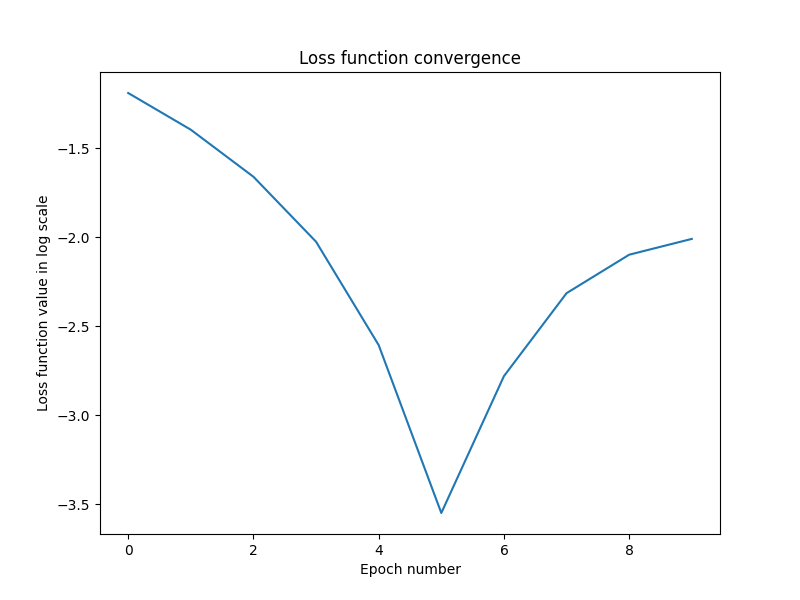 Loss function convergence
−1.5
−2.0
−2.5
−3.0
−3.5
Loss function value in log scale
0 2 4 6 8
Epoch number